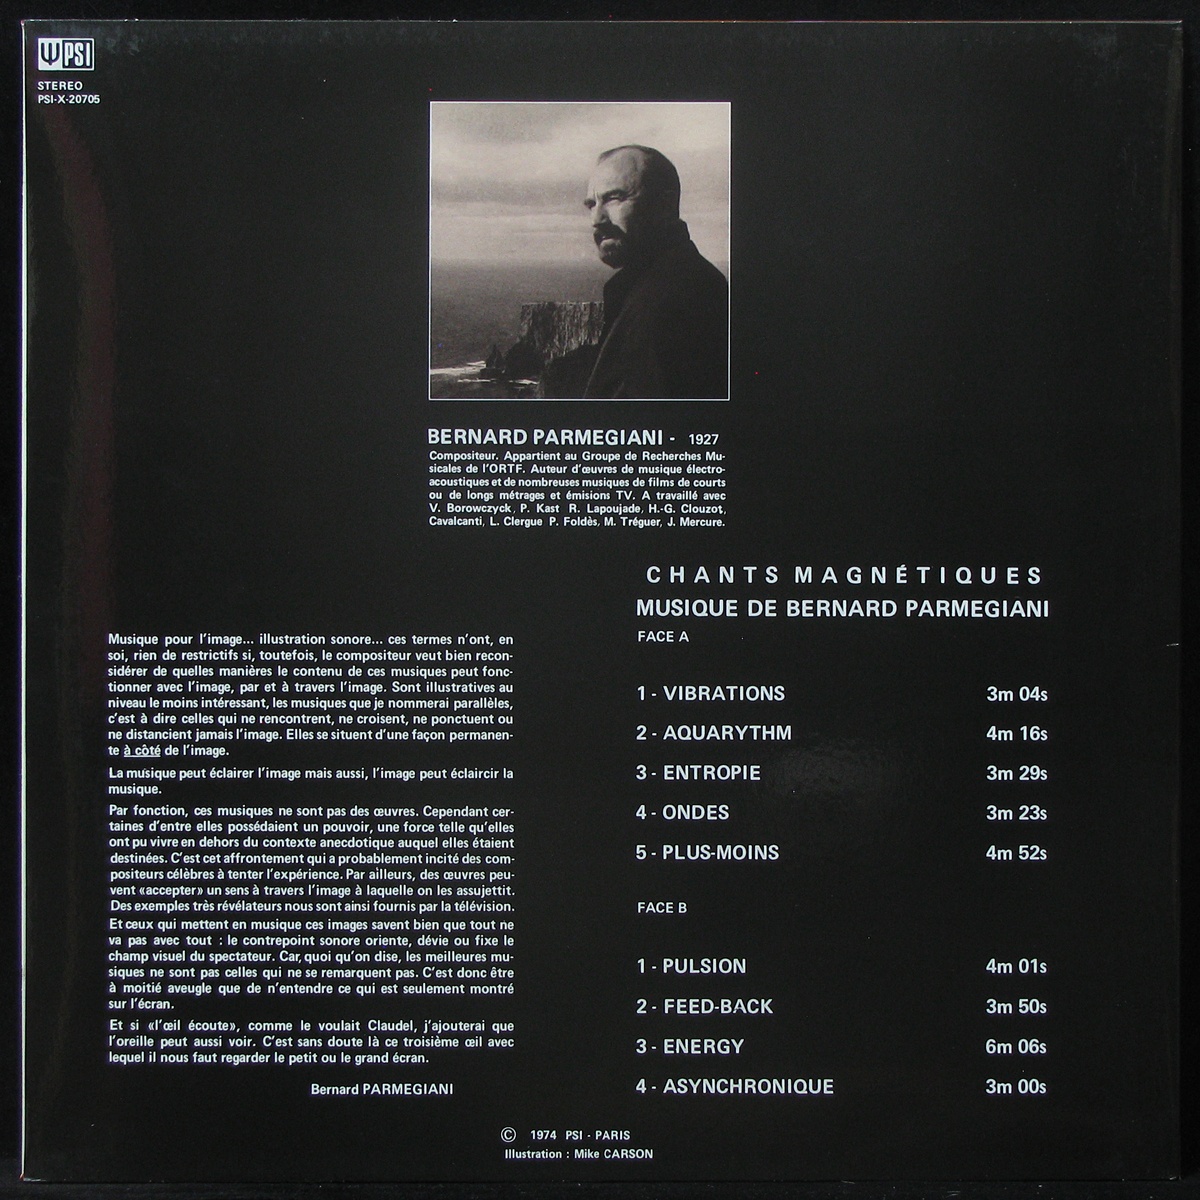 PSI
STEREO
PSI-X-20705
BERNARD PARMEGIANI - 1927
Compositeur. Appartient au Groupe de Recherches Mu-
sicales de l'ORTF. Auteur d'œuvres de musique électro-
acoustiques et de nombreuses musiques de films de courts
ou de longs métrages et émisions TV. A travaillé avec
V. Borowczyck, P. Kast R. Lapoujade, H.-G. Clouzot,
Cavalcanti, L. Clergue P. Foldès, M. Tréguer, J. Mercure.
Musique pour l'image... illustration sonore... ces termes n'ont, en
soi, rien de restrictifs si, toutefois, le compositeur veut bien recon-
sidérer de quelles manières le contenu de ces musiques peut fonc-
tionner avec l'image, par et à travers l'image. Sont illustratives au
niveau le moins intéressant, les musiques que je nommerai parallèles,
c'est à dire celles qui ne rencontrent, ne croisent, ne ponctuent ou
ne distancient jamais l'image. Elles se situent d'une façon permanen-
te à côté de l'image.
La musique peut éclairer l'image mais aussi, l'image peut éclaircir la
musique.
Par fonction, ces musiques ne sont pas des œuvres. Cependant cer-
taines d'entre elles possédaient un pouvoir, une force telle qu'elles
ont pu vivre en dehors du contexte anecdotique auquel elles étaient
destinées. C'est cet affrontement qui a probablement incité des com-
positeurs célèbres à tenter l'expérience. Par ailleurs, des œuvres peu-
vent «accepter» un sens à travers l'image à laquelle on les assujettit.
Des exemples très révélateurs nous sont ainsi fournis par la télévision.
Et ceux qui mettent en musique ces images savent bien que tout ne
va pas avec tout : le contrepoint sonore oriente, dévie ou fixe le
champ visuel du spectateur. Car, quoi qu'on dise, les meilleures mu-
siques ne sont pas celles qui ne se remarquent pas. C'est donc être
à moitié aveugle que de n'entendre ce qui est seulement montré
sur l'écran.
Et si «l'œil écoute», comme le voulait Claudel, j'ajouterai que
l'oreille peut aussi voir. C'est sans doute là ce troisième œil avec
lequel il nous faut regarder le petit ou le grand écran.
Bernard PARMEGIANI
CHANTS MAGNÉTIQUES
MUSIQUE DE BERNARD PARMEGIANI
FACE A
1 - VIBRATIONS 3m 04s
2 - AQUARYTHM 4m 16s
3 - ENTROPIE 3m 29s
4 - ONDES 3m 23s
5 - PLUS-MOINS 4m 52s
FACE B
1 - PULSION 4m 01s
2 - FEED-BACK 3m 50s
3 - ENERGY 6m 06s
4 - ASYNCHRONIQUE 3m 00s
© 1974 PSI - PARIS
Illustration : Mike CARSON